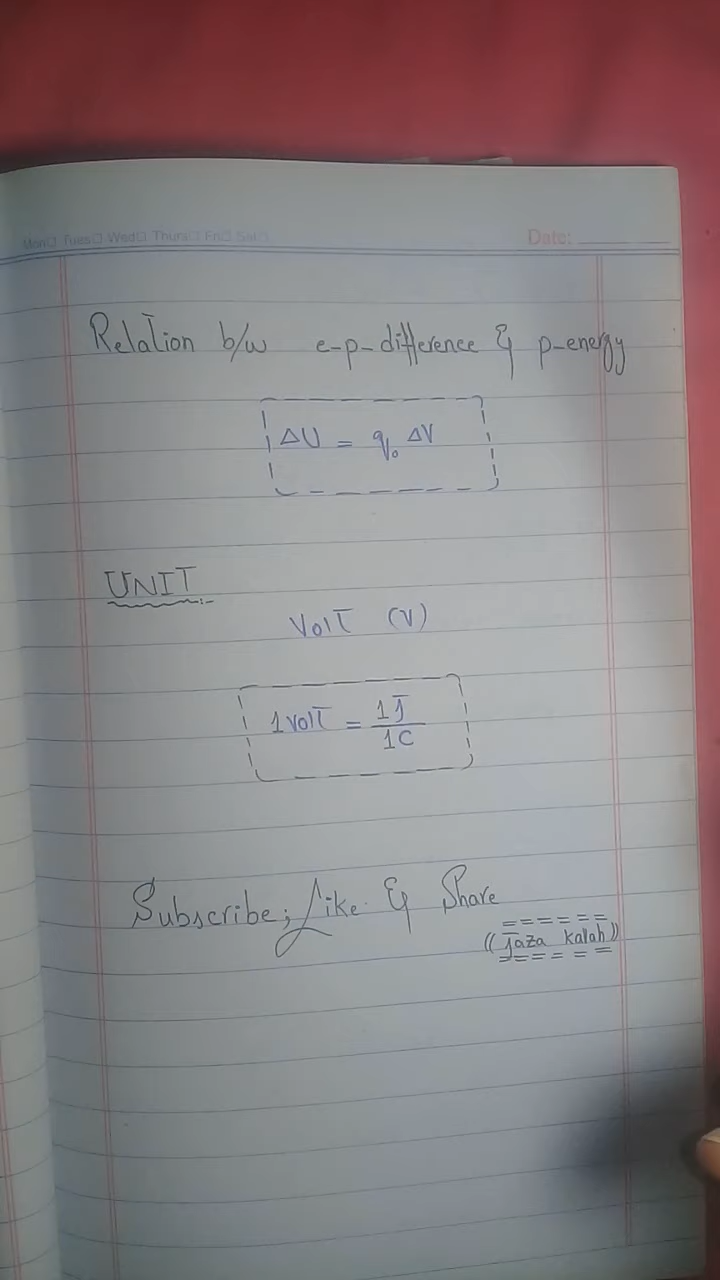 Mon☐ Tues☐ Wed☐ Thurs☐ Fri☐ Sat☐
Date:
Relation b/w e-p-difference & p-energy
ΔU = q₀ ΔV
UNIT
Volt (V)
1 volt = 1J / 1C
Subscribe; Like & Share
((Jaza kallah))